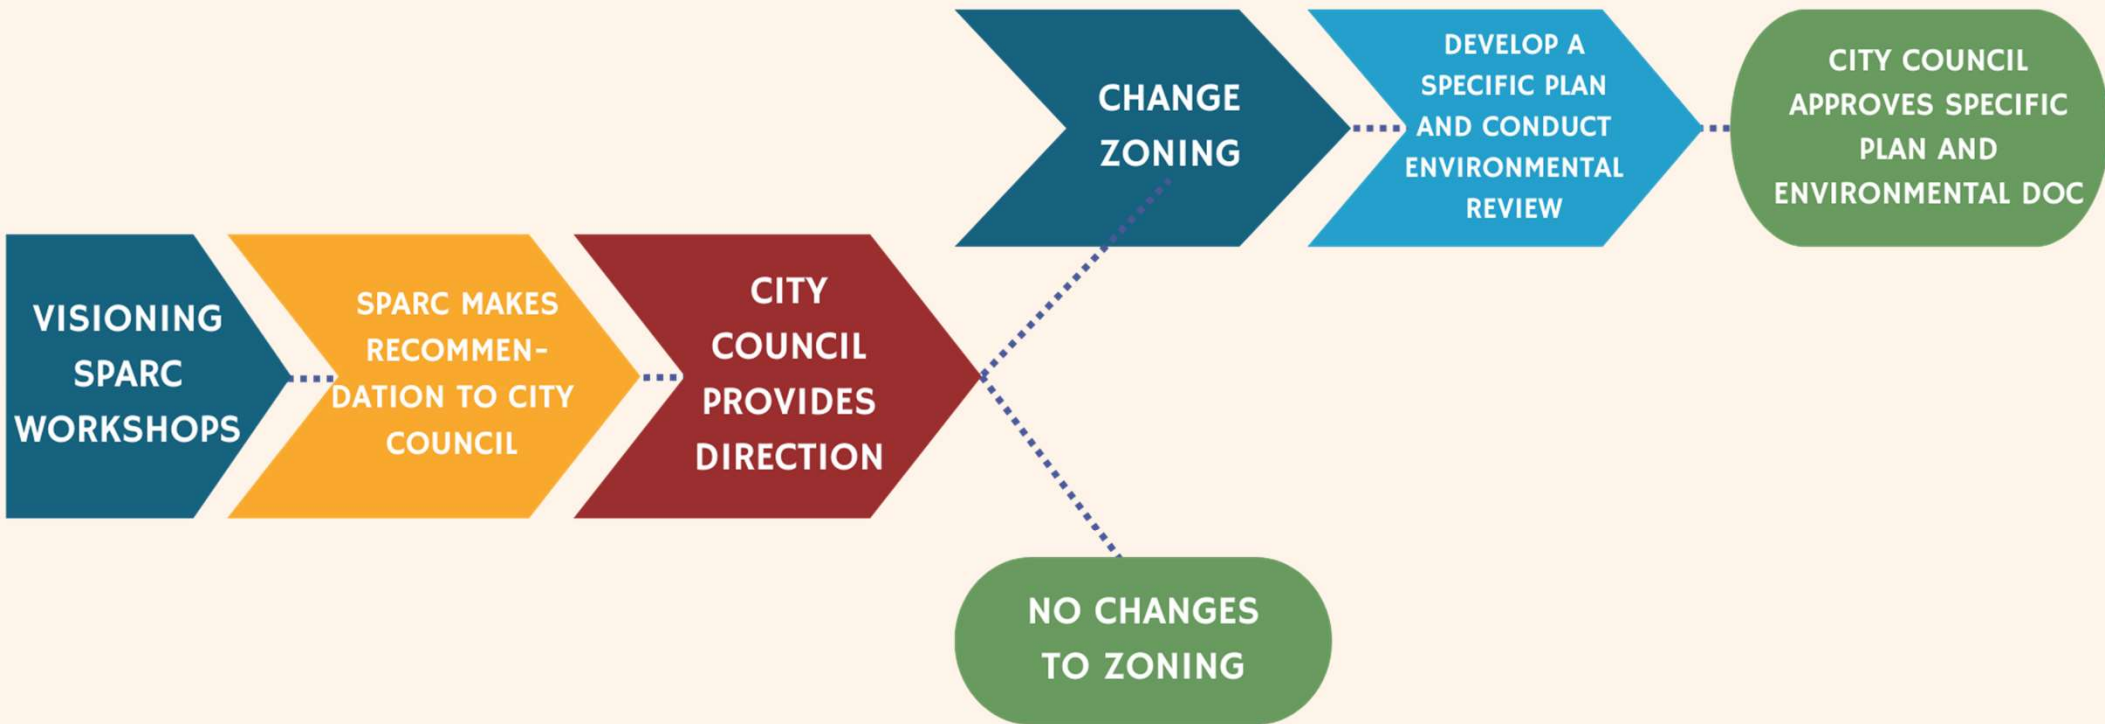 VISIONING
SPARC
WORKSHOPS
SPARC MAKES
RECOMMEN-
DATION TO CITY
COUNCIL
CITY
COUNCIL
PROVIDES
DIRECTION
CHANGE
ZONING
DEVELOP A
SPECIFIC PLAN
AND CONDUCT
ENVIRONMENTAL
REVIEW
CITY COUNCIL
APPROVES SPECIFIC
PLAN AND
ENVIRONMENTAL DOC
NO CHANGES
TO ZONING